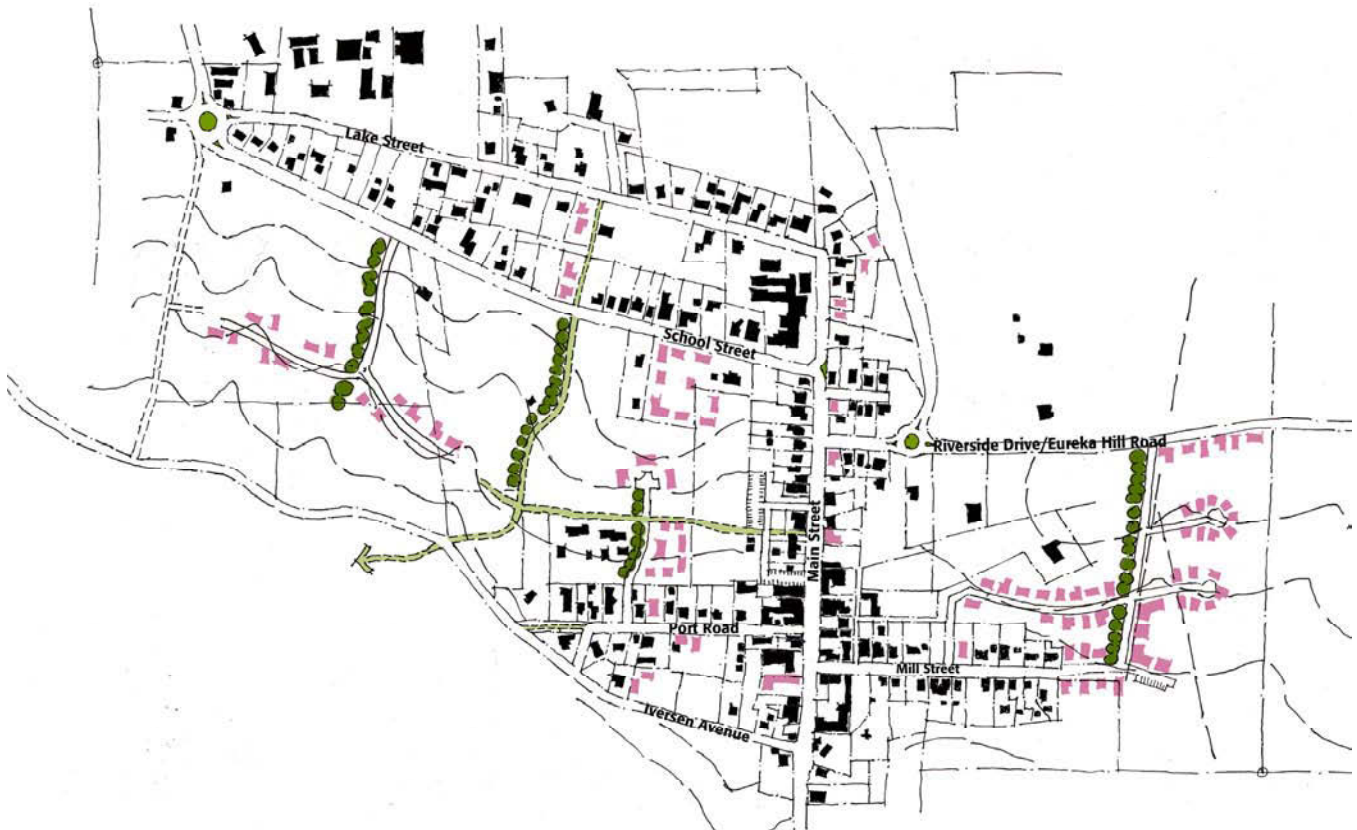 Lake Street
School Street
Riverside Drive/Eureka Hill Road
Main Street
Port Road
Mill Street
Iversen Avenue